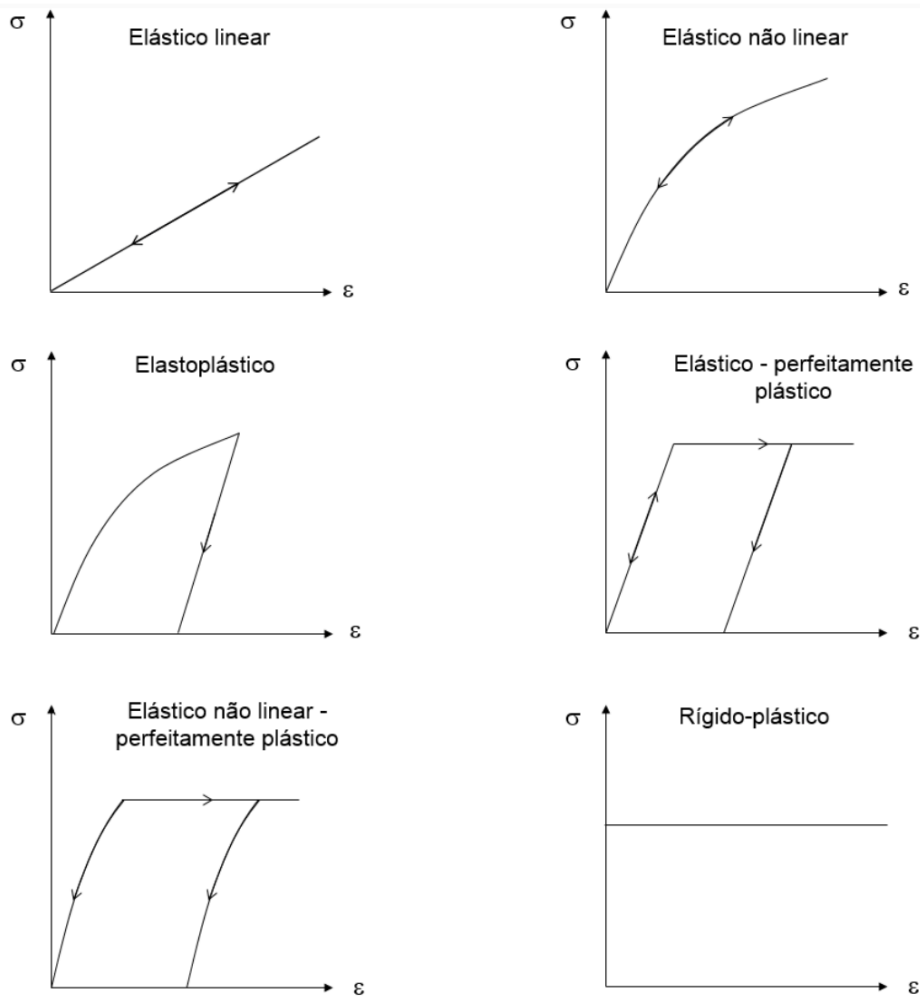 σ
Elástico linear
ε
σ
Elástico não linear
ε
σ
Elastoplástico
ε
σ
Elástico - perfeitamente
plástico
ε
σ
Elástico não linear -
perfeitamente plástico
ε
σ
Rígido-plástico
ε